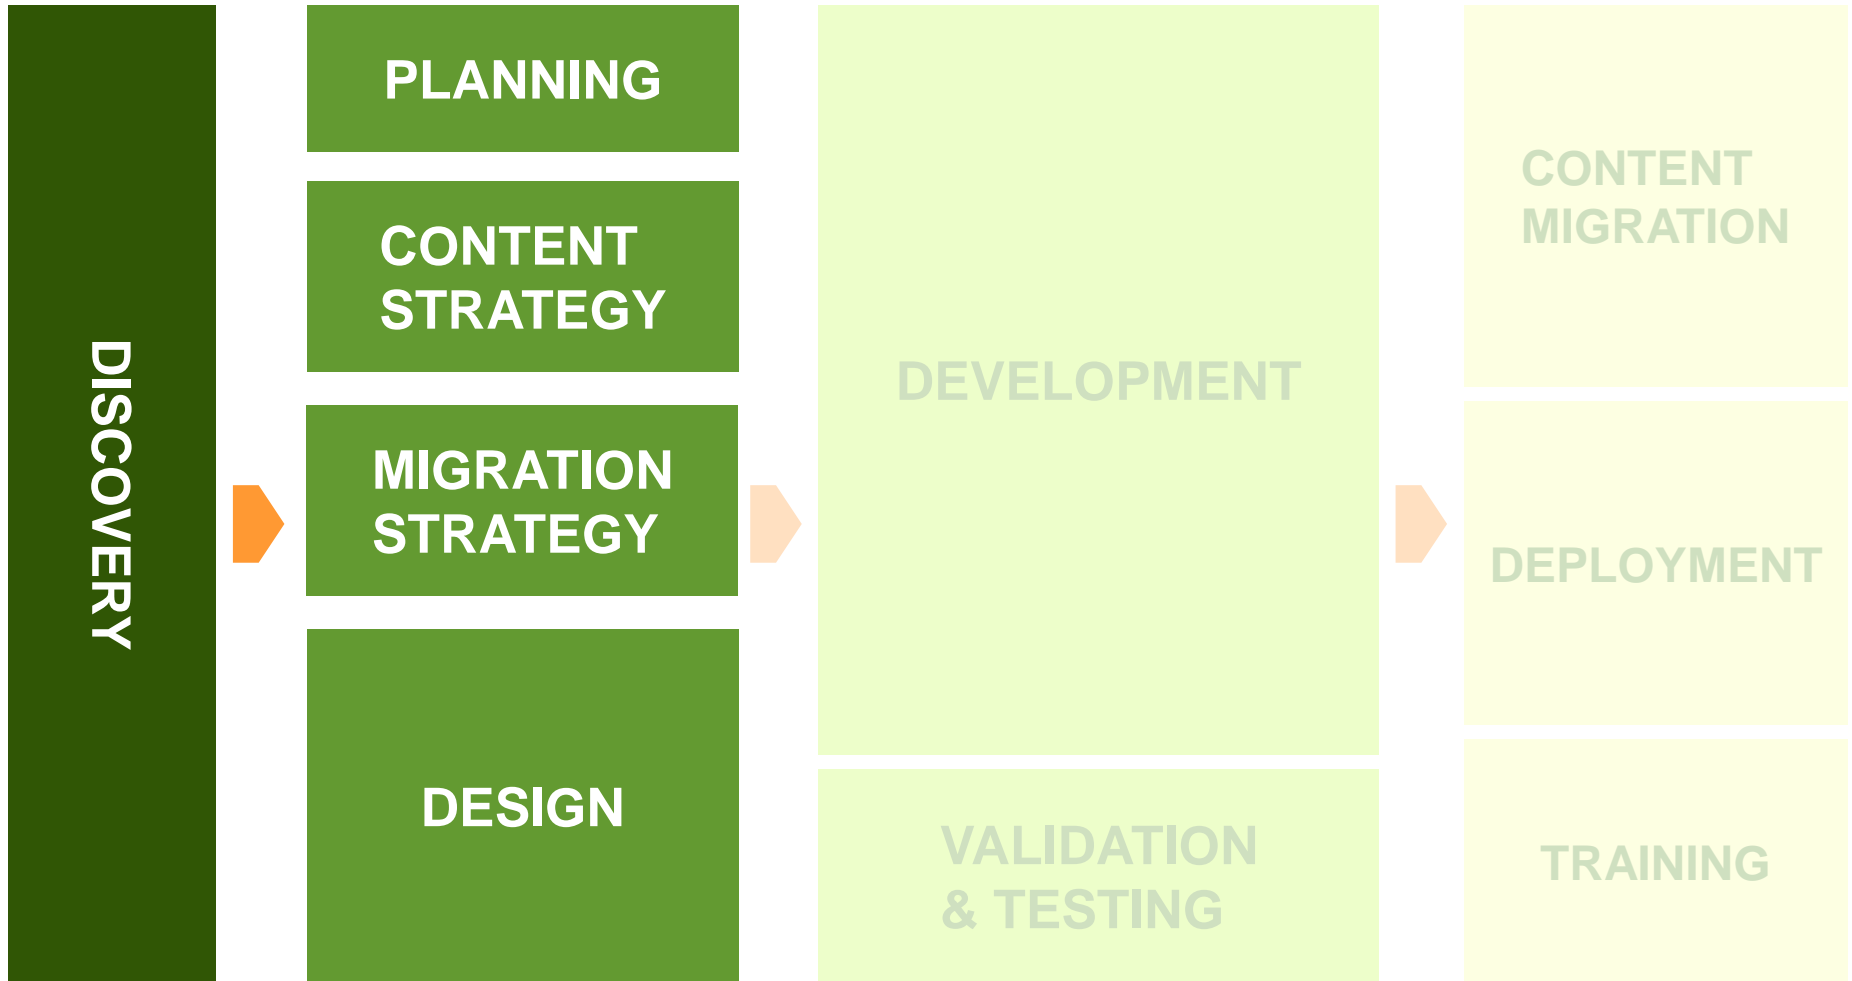 DISCOVERY
PLANNING
CONTENT
STRATEGY
MIGRATION
STRATEGY
DESIGN
DEVELOPMENT
VALIDATION
& TESTING
CONTENT
MIGRATION
DEPLOYMENT
TRAINING